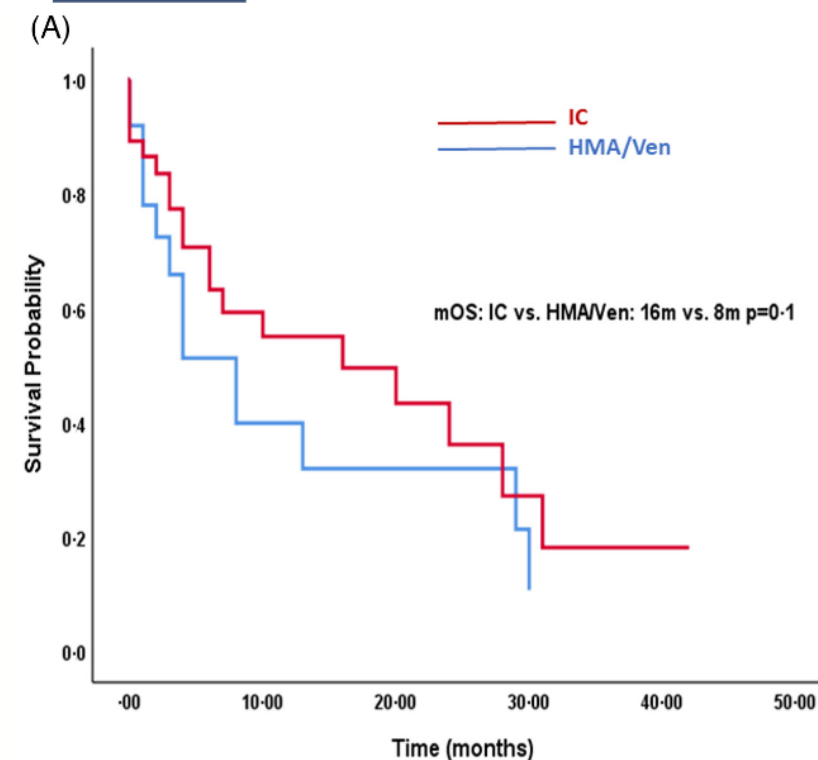 (A)
1·0
IC
HMA/Ven
0·8
0·6
mOS: IC vs. HMA/Ven: 16m vs. 8m p=0·1
Survival Probability
0·4
0·2
0·0
·00 10·00 20·00 30·00 40·00 50·00
Time (months)